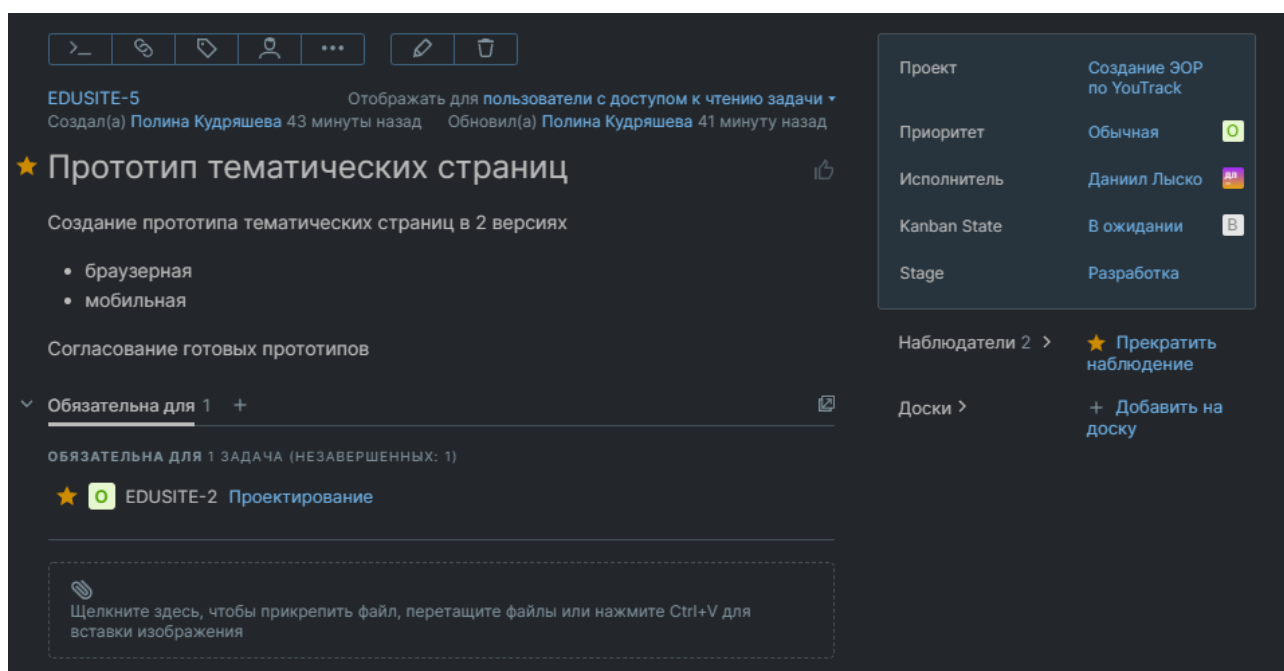 EDUSITE-5
Отображать для пользователи с доступом к чтению задачи
Создал(а) Полина Кудряшева 43 минуты назад Обновил(а) Полина Кудряшева 41 минуту назад
Прототип тематических страниц
Создание прототипа тематических страниц в 2 версиях
• браузерная
• мобильная
Согласование готовых прототипов
Обязательна для 1 +
ОБЯЗАТЕЛЬНА ДЛЯ 1 ЗАДАЧА (НЕЗАВЕРШЕННЫХ: 1)
О EDUSITE-2 Проектирование
Щелкните здесь, чтобы прикрепить файл, перетащите файлы или нажмите Ctrl+V для
вставки изображения
Проект Создание ЭОР
по YouTrack
Приоритет Обычная О
Исполнитель Даниил Лыско ДЛ
Kanban State В ожидании В
Stage Разработка
Наблюдатели 2 > Прекратить
наблюдение
Доски > + Добавить на
доску